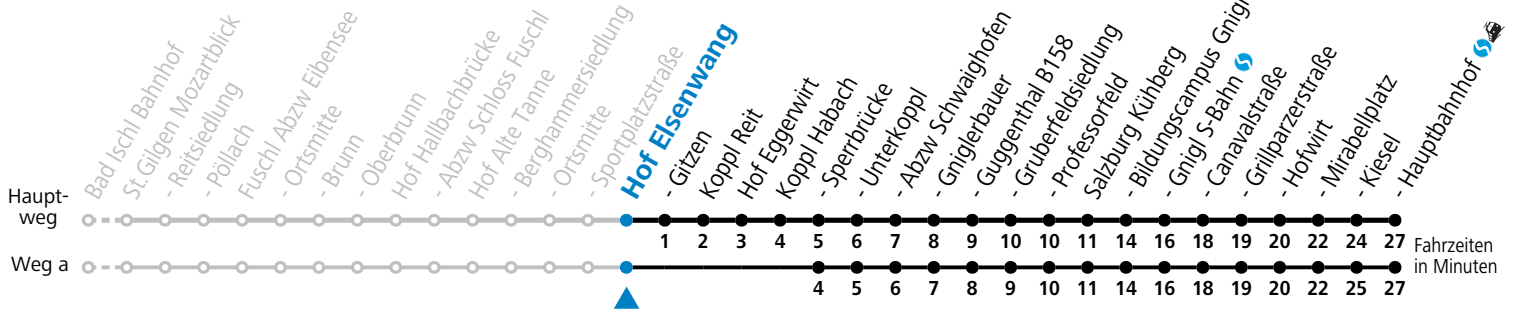 Bad Ischl Bahnhof
St.Gilgen Mozartblick
- Reitsiedlung
- Pöllach
Fuschl Abzw Eibensee
- Ortsmitte
- Brunn
- Oberbrunn
Hof Hallbachbrücke
- Abzw Schloss Fuschl
Hof Alte Tanne
- Berghammersiedlung
- Ortsmitte
- Sportplatzstraße
Hof Elsenwang
- Gitzen
Koppl Reit
Hof Eggerwirt
Koppl Habach
- Sperrbrücke
- Unterkoppl
- Abzw Schwaighofen
- Gniglerbauer
- Guggenthal B158
- Gruberfeldsiedlung
- Professorfeld
Salzburg Kühberg
- Bildungscampus Gnigl
- Gnigl S-Bahn
- Canavalstraße
- Grillparzerstraße
- Hofwirt
- Mirabellplatz
- Kiesel
- Hauptbahnhof
Haupt-
weg
1 2 3 4 5 6 7 8 9 10 10 11 14 16 18 19 20 22 24 27
Fahrzeiten
in Minuten
Weg a
4 5 6 7 8 9 10 11 14 16 18 19 20 22 25 27